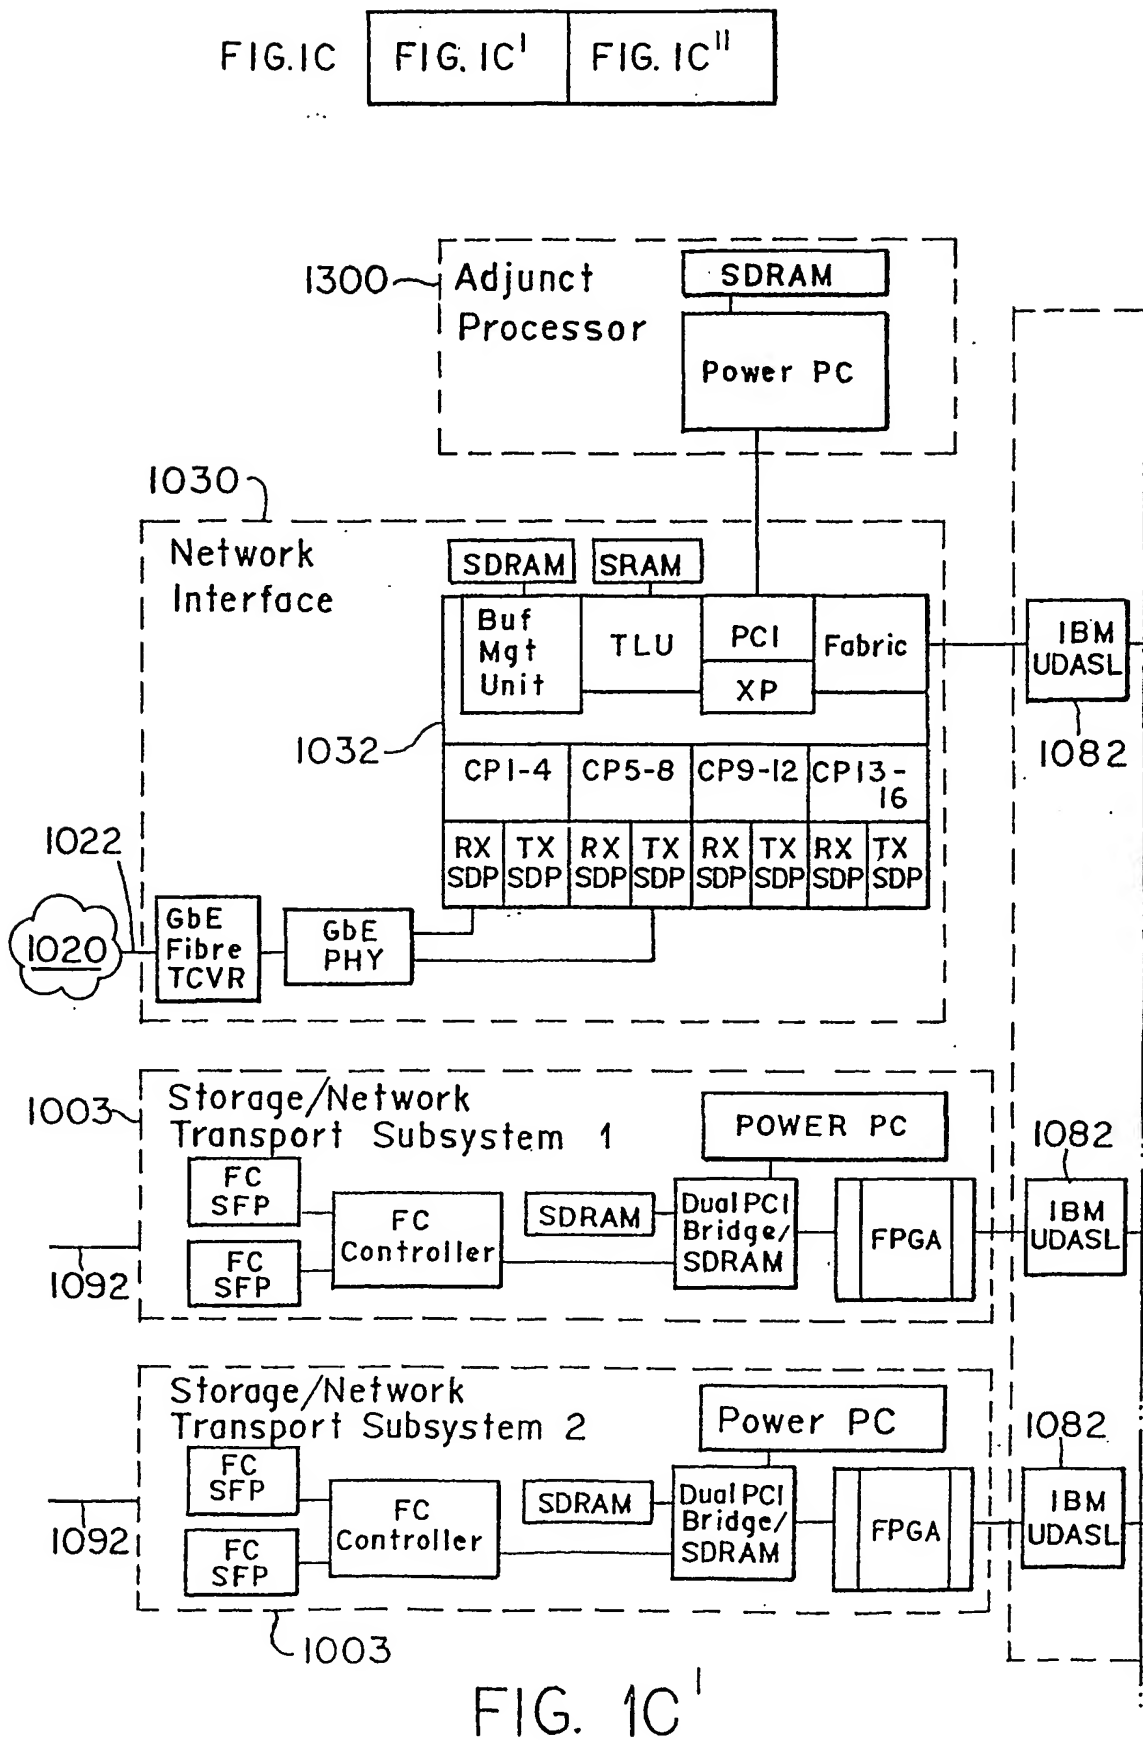 FIG.1C FIG. 1C' FIG. 1C"
1300
Adjunct
Processor
SDRAM
Power PC
1030
Network
Interface
SDRAM
SRAM
Buf
Mgt
Unit
TLU
PCI
XP
Fabric
IBM
UDASL
1082
1032
CP1-4
CP5-8
CP9-12
CP13-
16
RX
SDP
TX
SDP
RX
SDP
TX
SDP
RX
SDP
TX
SDP
RX
SDP
TX
SDP
1022
1020
GbE
Fibre
TCVR
GbE
PHY
1003
Storage/Network
Transport Subsystem 1
POWER PC
FC
SFP
FC
SFP
FC
Controller
SDRAM
Dual PCI
Bridge/
SDRAM
FPGA
1082
IBM
UDASL
1092
Storage/Network
Transport Subsystem 2
Power PC
FC
SFP
FC
SFP
FC
Controller
SDRAM
Dual PCI
Bridge/
SDRAM
FPGA
1082
IBM
UDASL
1092
1003
FIG. 1C'